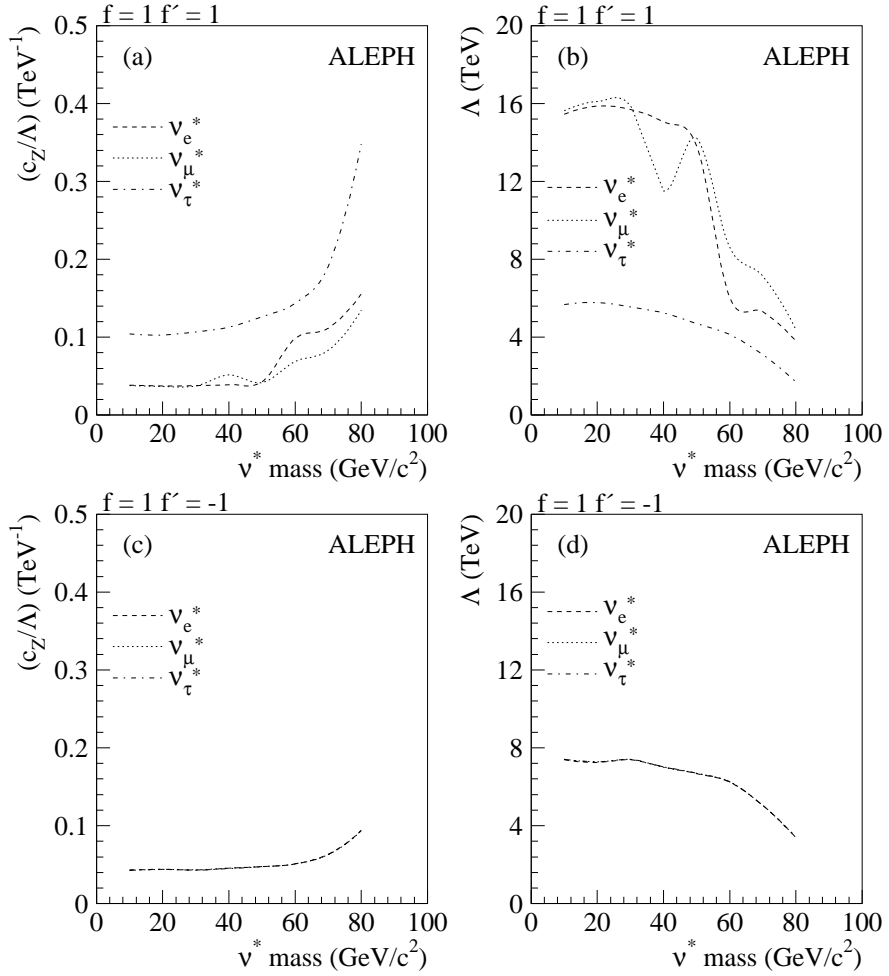 f = 1 f´ = 1
(a) ALEPH
(c_Z/Λ) (TeV⁻¹)
0.5
0.4
0.3
0.2
0.1
0
ν_e*
ν_μ*
ν_τ*
0 20 40 60 80 100
ν* mass (GeV/c²)
f = 1 f´ = 1
(b) ALEPH
Λ (TeV)
20
16
12
8
4
0
ν_e*
ν_μ*
ν_τ*
0 20 40 60 80 100
ν* mass (GeV/c²)
f = 1 f´ = -1
(c) ALEPH
(c_Z/Λ) (TeV⁻¹)
0.5
0.4
0.3
0.2
0.1
0
ν_e*
ν_μ*
ν_τ*
0 20 40 60 80 100
ν* mass (GeV/c²)
f = 1 f´ = -1
(d) ALEPH
Λ (TeV)
20
16
12
8
4
0
ν_e*
ν_μ*
ν_τ*
0 20 40 60 80 100
ν* mass (GeV/c²)